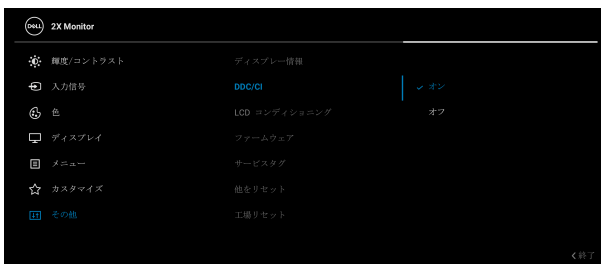 DELL 2X Monitor
輝度/コントラスト ディスプレー情報
入力信号 DDC/CI オン
色 LCD コンディショニング オフ
ディスプレイ ファームウェア
メニュー サービスタグ
カスタマイズ 他をリセット
その他 工場リセット
終了